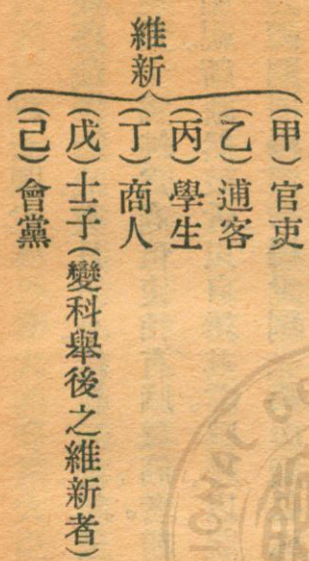 維新
(甲)官吏
(乙)逋客
(丙)學生
(丁)商人
(戊)士子(變科舉後之維新者)
(己)會黨